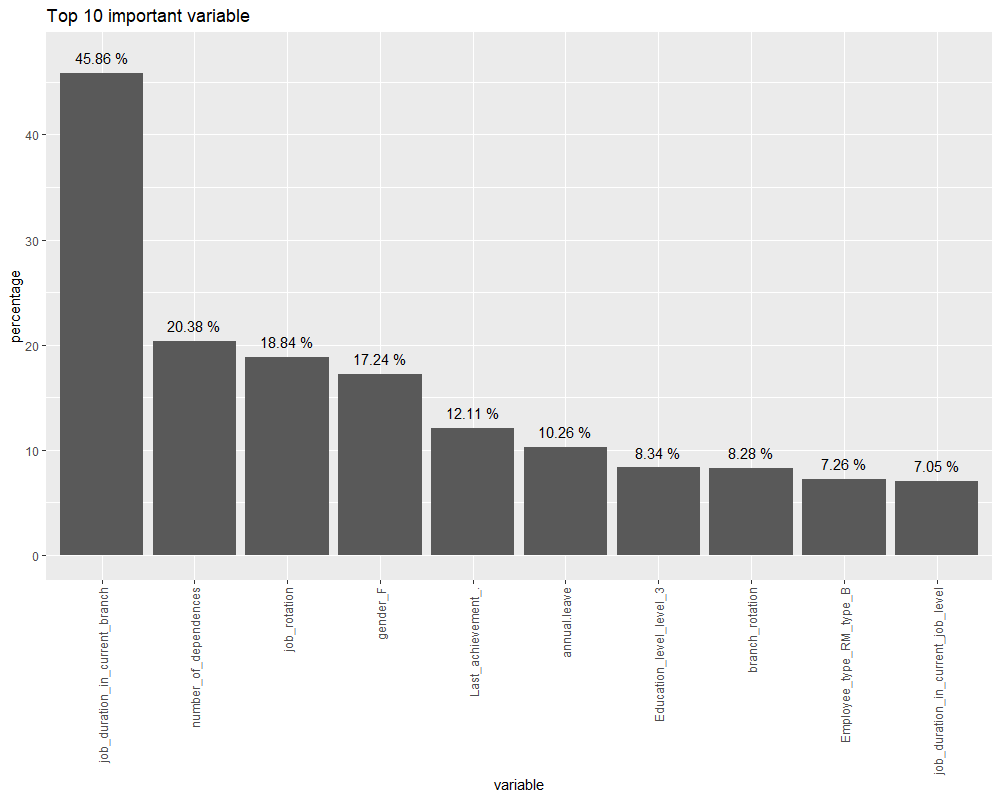 Top 10 important variable
45.86 %
20.38 %
18.84 %
17.24 %
12.11 %
10.26 %
8.34 %
8.28 %
7.26 %
7.05 %
percentage
40
30
20
10
0
job_duration_in_current_branch
number_of_dependences
job_rotation
gender_F
Last_achievement_.
annual.leave
Education_level_level_3
branch_rotation
Employee_type_RM_type_B
job_duration_in_current_job_level
variable